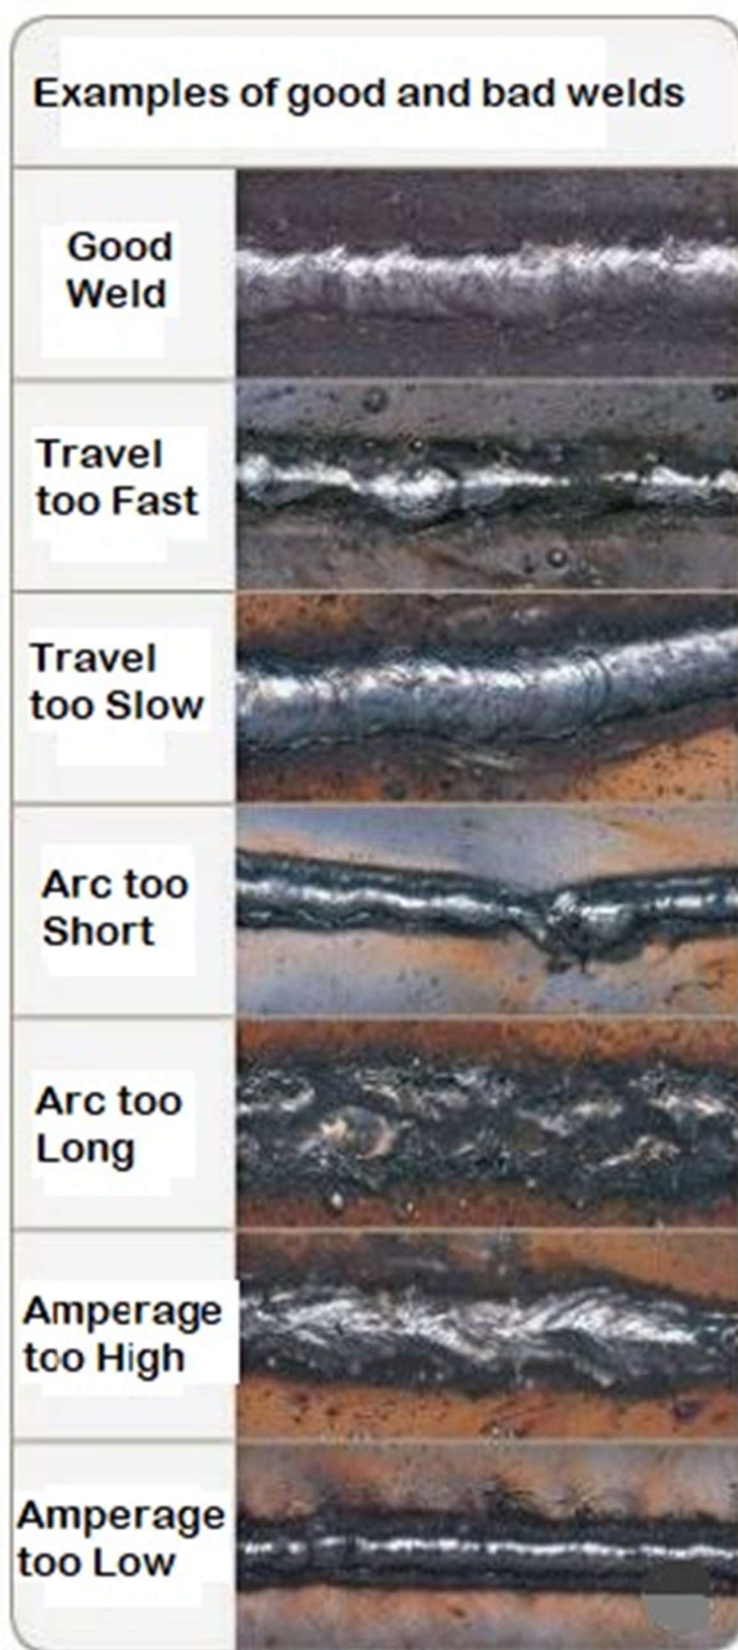 Examples of good and bad welds
Good
Weld
Travel
too Fast
Travel
too Slow
Arc too
Short
Arc too
Long
Amperage
too High
Amperage
too Low